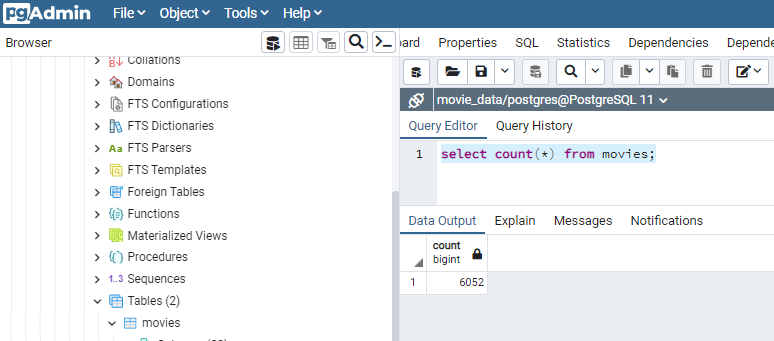 pgAdmin File Object Tools Help
Browser
Collations
Domains
FTS Configurations
FTS Dictionaries
Aa FTS Parsers
FTS Templates
Foreign Tables
Functions
Materialized Views
Procedures
1..3 Sequences
Tables (2)
movies
oard Properties SQL Statistics Dependencies Depende
movie_data/postgres@PostgreSQL 11
Query Editor Query History
1 select count(*) from movies;
Data Output Explain Messages Notifications
count
bigint
1 6052